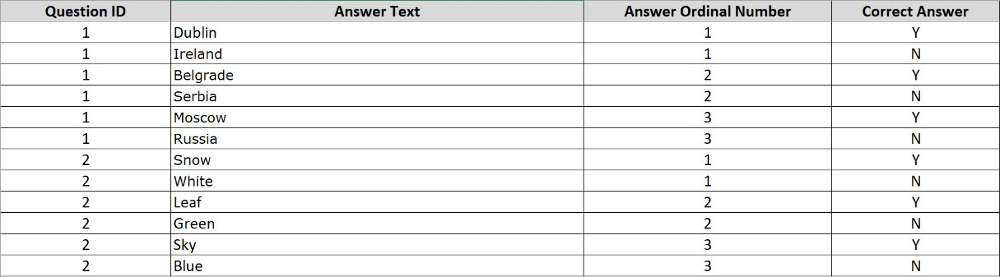 Question ID Answer Text Answer Ordinal Number Correct Answer
1 Dublin 1 Y
1 Ireland 1 N
1 Belgrade 2 Y
1 Serbia 2 N
1 Moscow 3 Y
1 Russia 3 N
2 Snow 1 Y
2 White 1 N
2 Leaf 2 Y
2 Green 2 N
2 Sky 3 Y
2 Blue 3 N